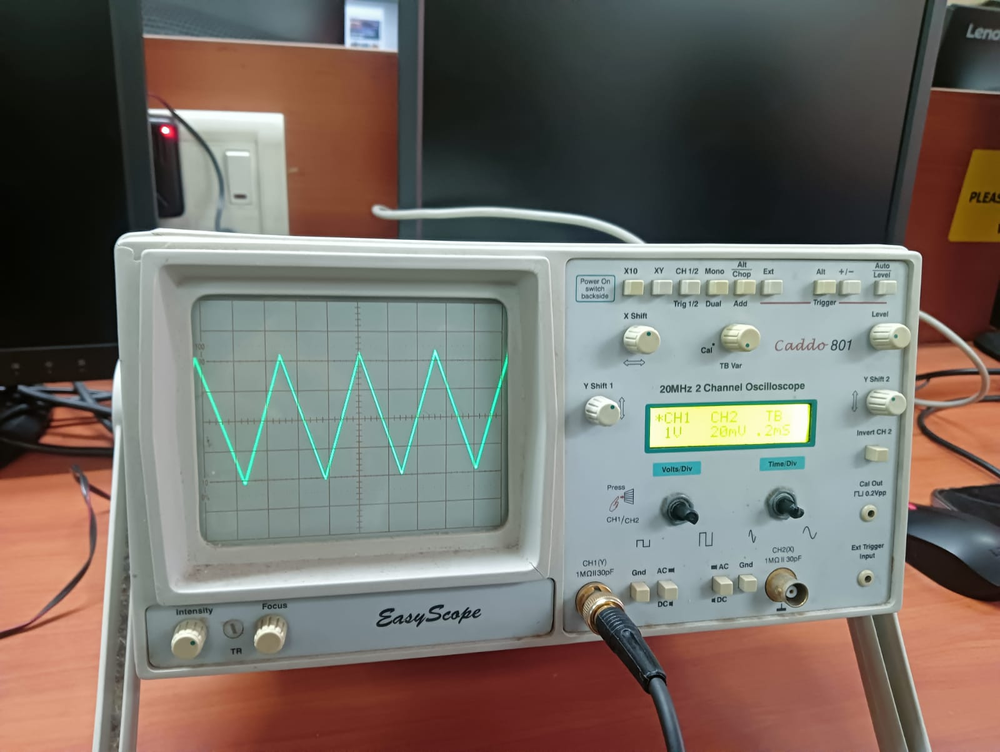 Leno
PLEAS
Power On
switch
backside
X10 XY CH 1/2 Mono Alt Ext Alt +/− Auto
Chop Level
Trig 1/2 Dual Add Trigger
X Shift
Level
Cal
TB Var
Caddo 801
Y Shift 1
20MHz 2 Channel Oscilloscope
Y Shift 2
*CH1 CH2 TB
1V 20mV .2mS
Invert CH 2
Volts/Div
Time/Div
Press
CH1/CH2
Cal Out
0.2Vpp
Ext Trigger
Input
CH1(Y)
1MΩ II 30pF
Gnd AC
DC
AC Gnd
DC
CH2(X)
1MΩ II 30pF
100
Intensity
Focus
TR
EasyScope